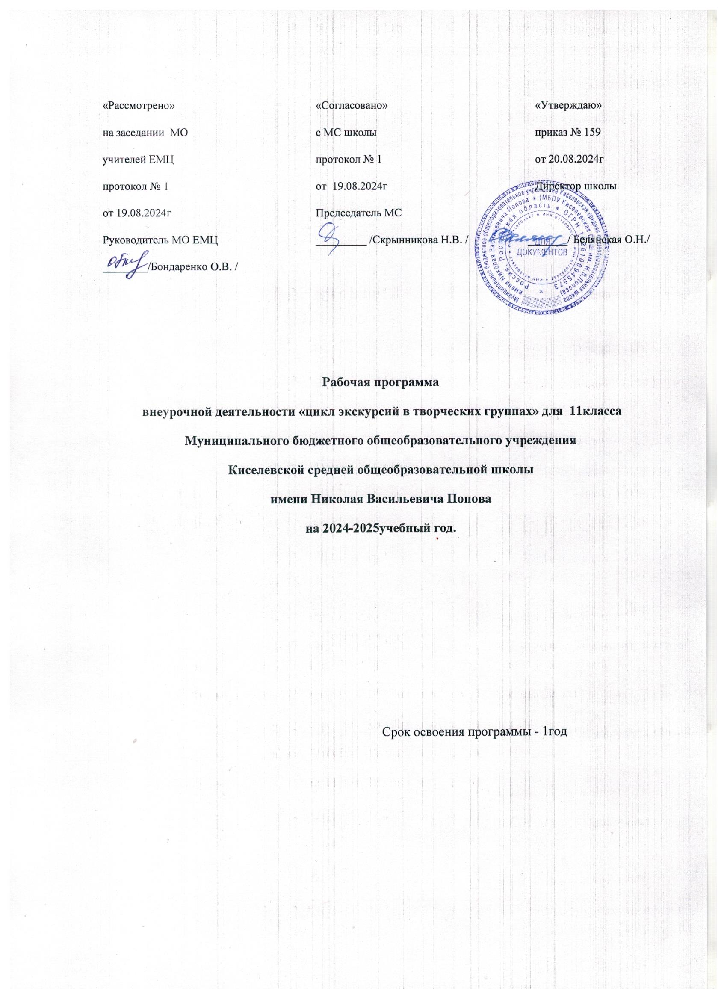 «Рассмотрено»
на заседании  МО
учителей ЕМЦ
протокол № 1
от 19.08.2024г
Руководитель МО ЕМЦ
________/Бондаренко О.В. /
«Согласовано»
с МС школы
протокол № 1
от  19.08.2024г
Председатель МС
_________ /Скрынникова Н.В. /
«Утверждаю»
приказ № 159
от 20.08.2024г
Директор школы
_______/ Белянская О.Н./
Муниципальное бюджетное общеобразовательное учреждение Киселевская средняя общеобразовательная школа
имени Николая Васильевича Попова * (МБОУ Киселевская СОШ им. Н.В.Попова)
Россия, Ростовская область * ОГРН 1026100945573
ДЛЯ
ДОКУМЕНТОВ
Рабочая программа
внеурочной деятельности «цикл экскурсий в творческих группах» для  11класса
Муниципального бюджетного общеобразовательного учреждения
Киселевской средней общеобразовательной школы
имени Николая Васильевича Попова
на 2024-2025учебный год.
Срок освоения программы - 1год